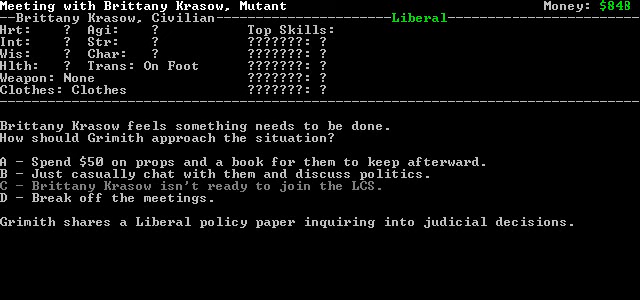 Meeting with Brittany Krasow, Mutant Money: $848
──Brittany Krasow, Civilian──Liberal──
Hrt: ? Agi: ? Top Skills:
Int: ? Str: ? ???????: ?
Wis: ? Char: ? ???????: ?
Hlth: ? Trans: On Foot ???????: ?
Weapon: None ???????: ?
Clothes: Clothes ???????: ?
Brittany Krasow feels something needs to be done.
How should Grimith approach the situation?
A - Spend $50 on props and a book for them to keep afterward.
B - Just casually chat with them and discuss politics.
C - Brittany Krasow isn't ready to join the LCS.
D - Break off the meetings.
Grimith shares a Liberal policy paper inquiring into judicial decisions.